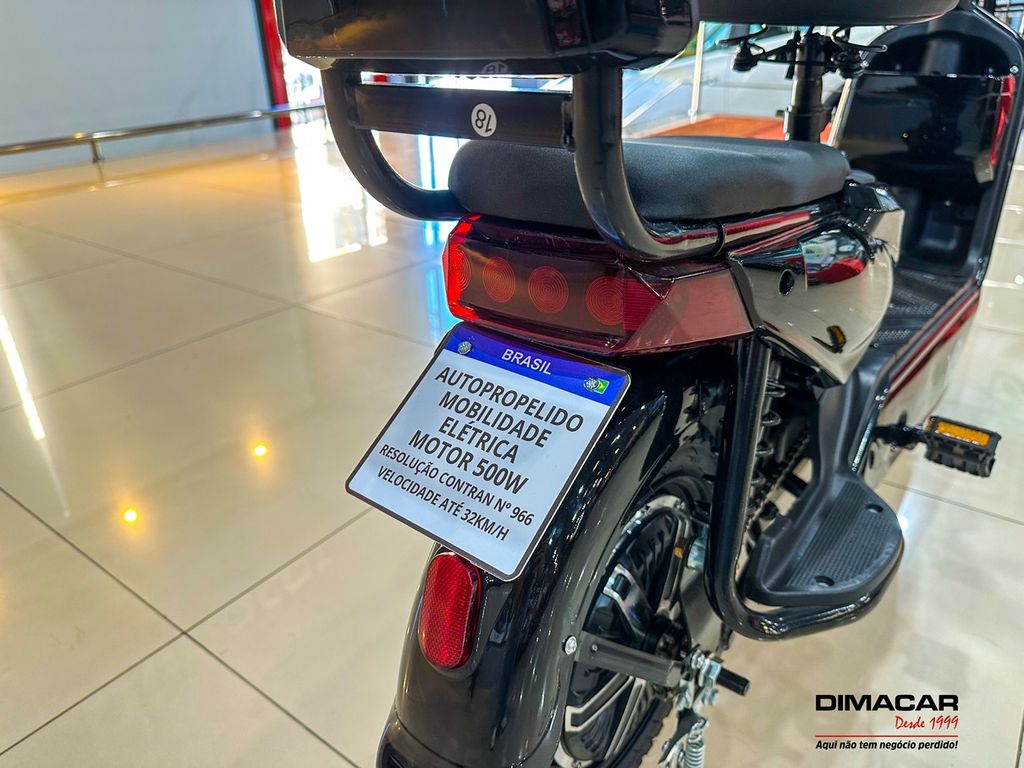 18
BRASIL
AUTOPROPELIDO
MOBILIDADE
ELÉTRICA
MOTOR 500W
RESOLUÇÃO CONTRAN Nº 966
VELOCIDADE ATÉ 32KM/H
DIMACAR
Desde 1999
Aqui não tem negócio perdido!